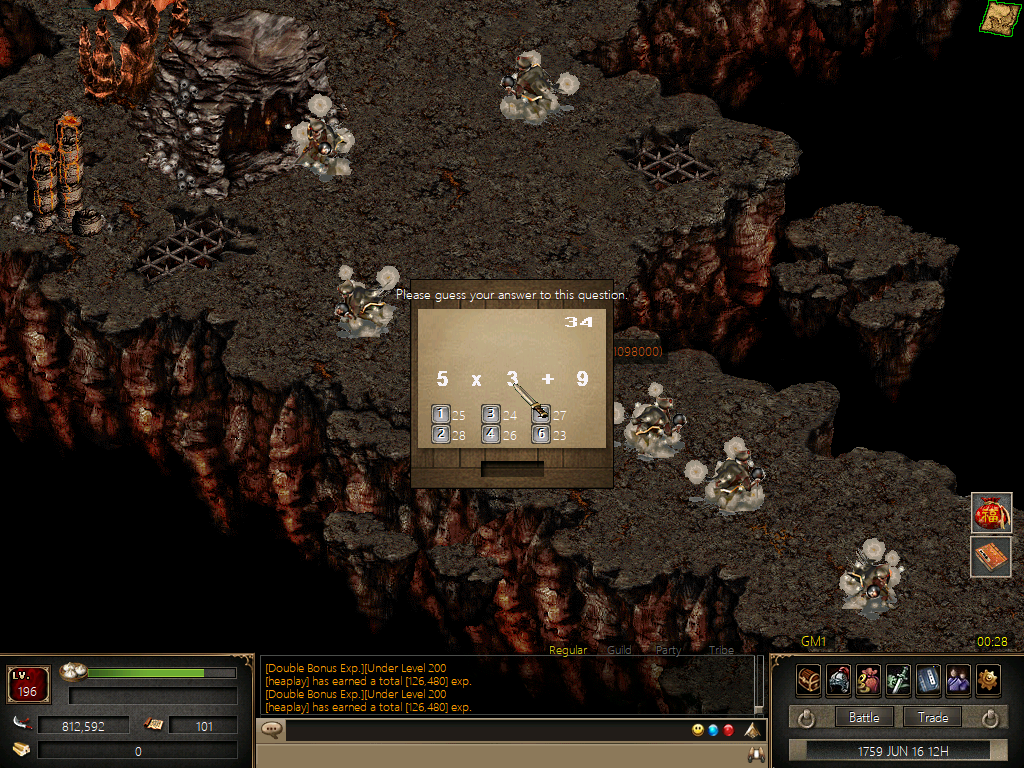 Please guess your answer to this question.
34
1098000)
5 x 3 + 9
1 25 3 24 27
2 28 4 26 6 23
福
GM1 00:28
Regular Guild Party Tribe
LV.
196
[Double Bonus Exp.][Under Level 200
[heaplay] has earned a total [126,480] exp.
[Double Bonus Exp.][Under Level 200
[heaplay] has earned a total [126,480] exp.
812,592 101
0
Battle Trade
1759 JUN 16 12H